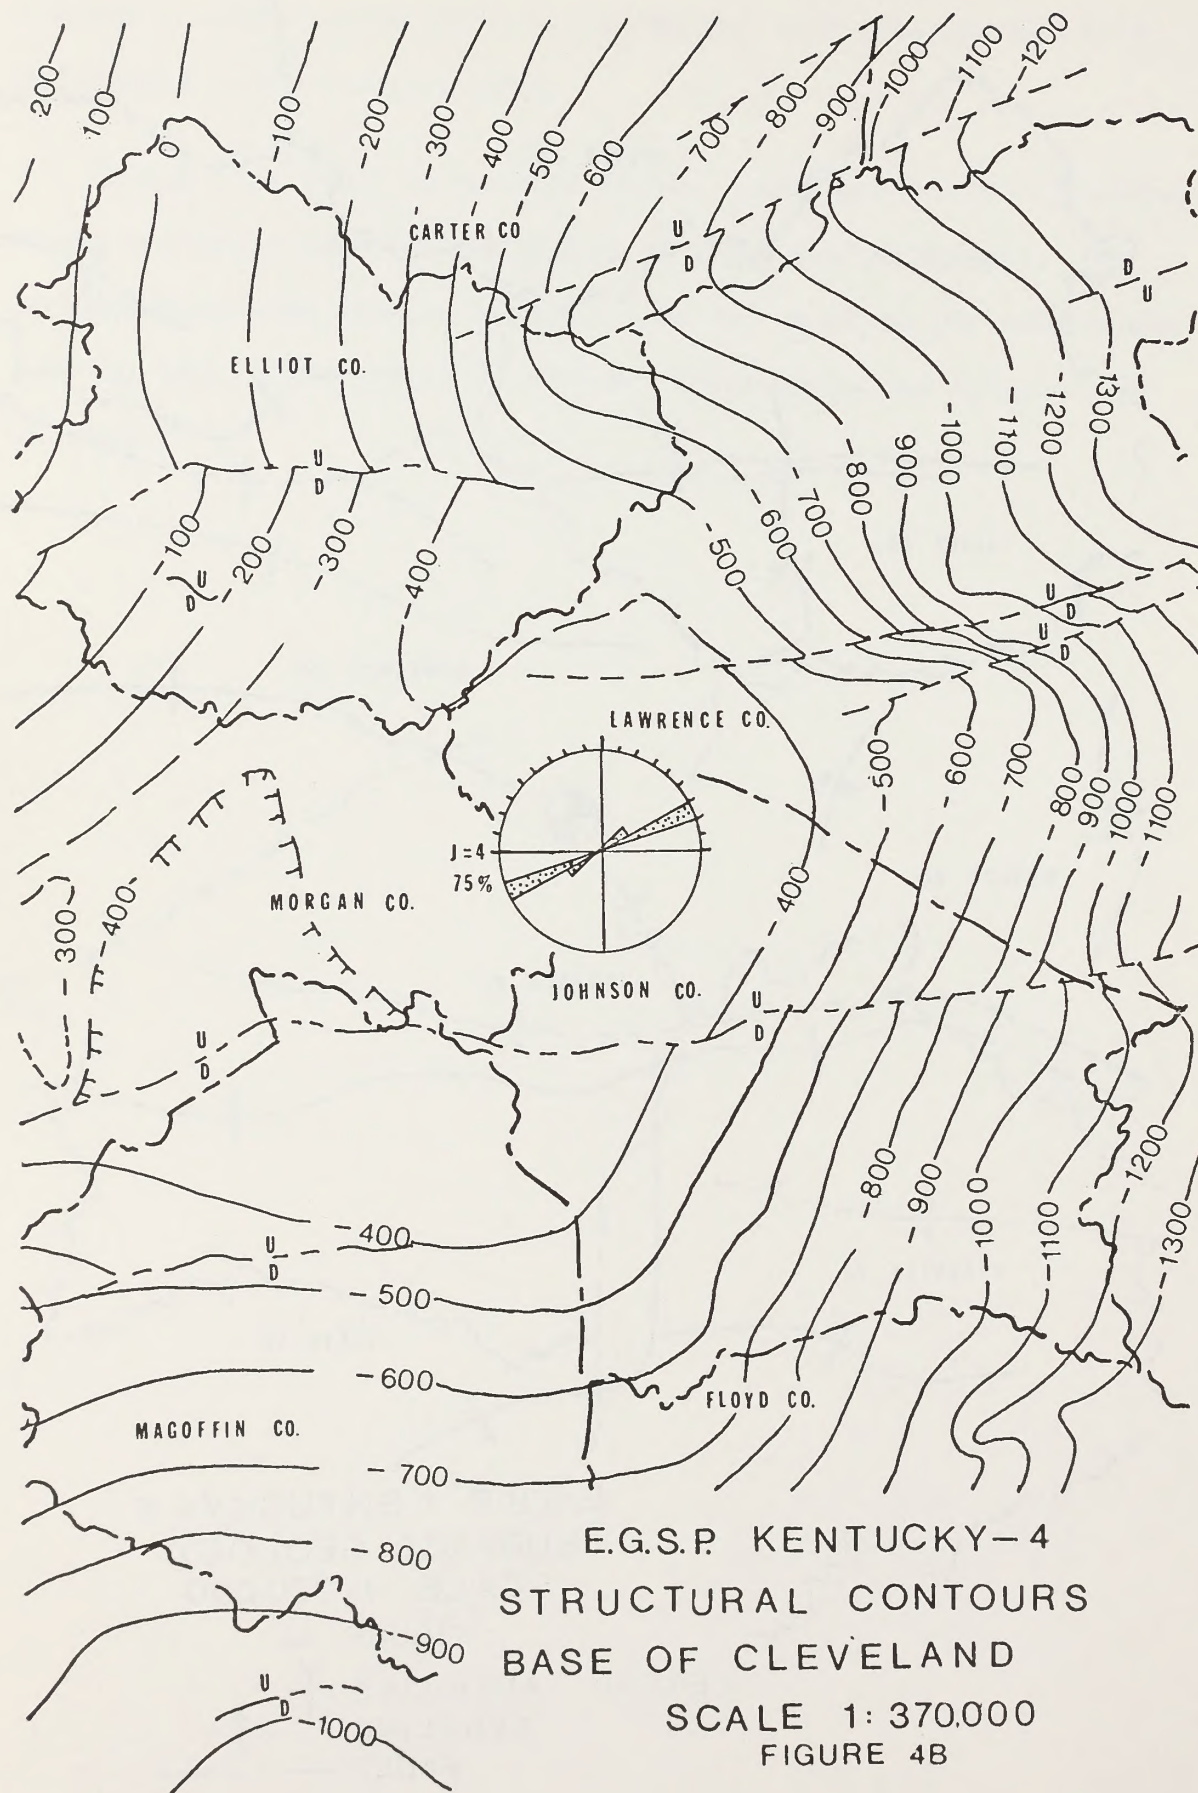 200
100
0
-100
-200
-300
-400
-500
-600
-700
-800
-900
-1000
-1100
-1200
CARTER CO
U
D
D
U
ELLIOT CO.
-1300
-1200
-1100
-1000
900
-800
-700
-600
-500
U
D
-100
-200
-300
-400
U
D
U
D
U
D
LAWRENCE CO.
-500
-600
-700
-800
-900
-1000
-1100
J=4
75%
-400
MORGAN CO.
-400-
-300
JOHNSON CO.
U
D
U
D
-800
-900
-1000
-1100
-1200
-1300
-400
U
D
-500
-600
FLOYD CO.
MAGOFFIN CO.
-700
-800
-900
U
D
-1000
E.G.S.P. KENTUCKY-4
STRUCTURAL CONTOURS
BASE OF CLEVELAND
SCALE 1: 370,000
FIGURE 4B